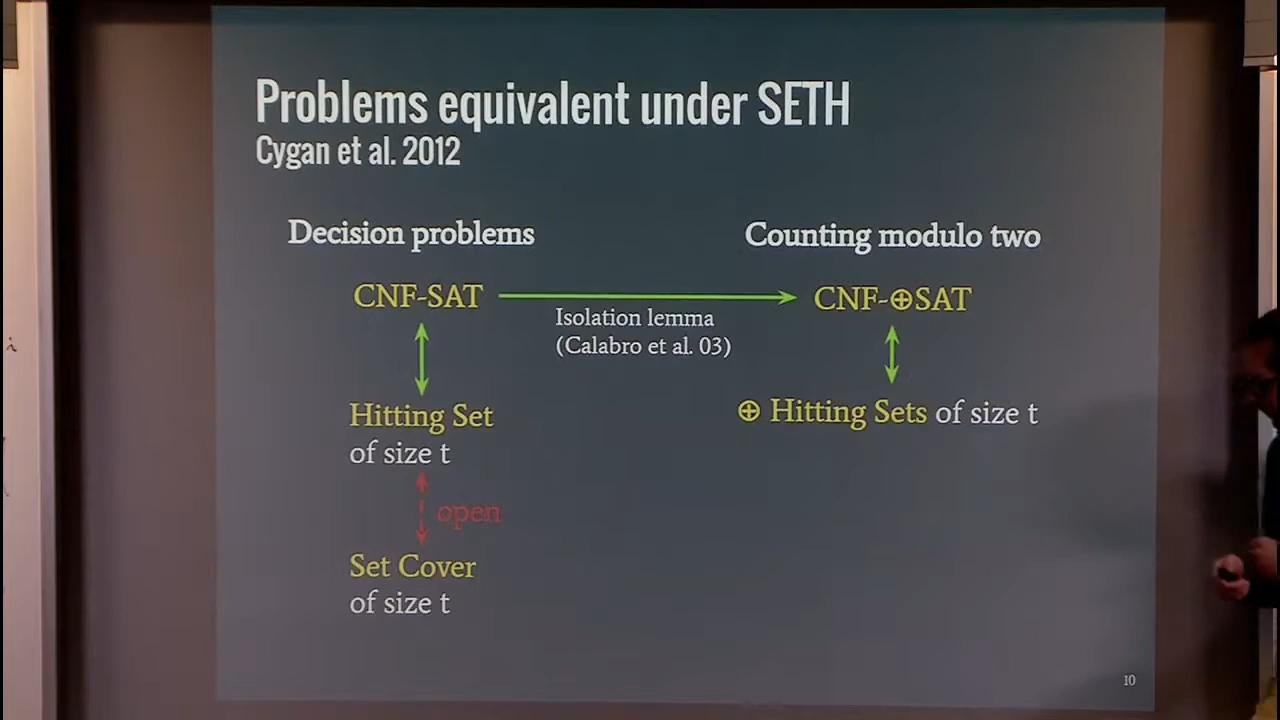 Problems equivalent under SETH
Cygan et al. 2012
Decision problems
Counting modulo two
CNF-SAT
CNF-⊕SAT
Isolation lemma
(Calabro et al. 03)
Hitting Set
of size t
⊕ Hitting Sets of size t
open
Set Cover
of size t
10